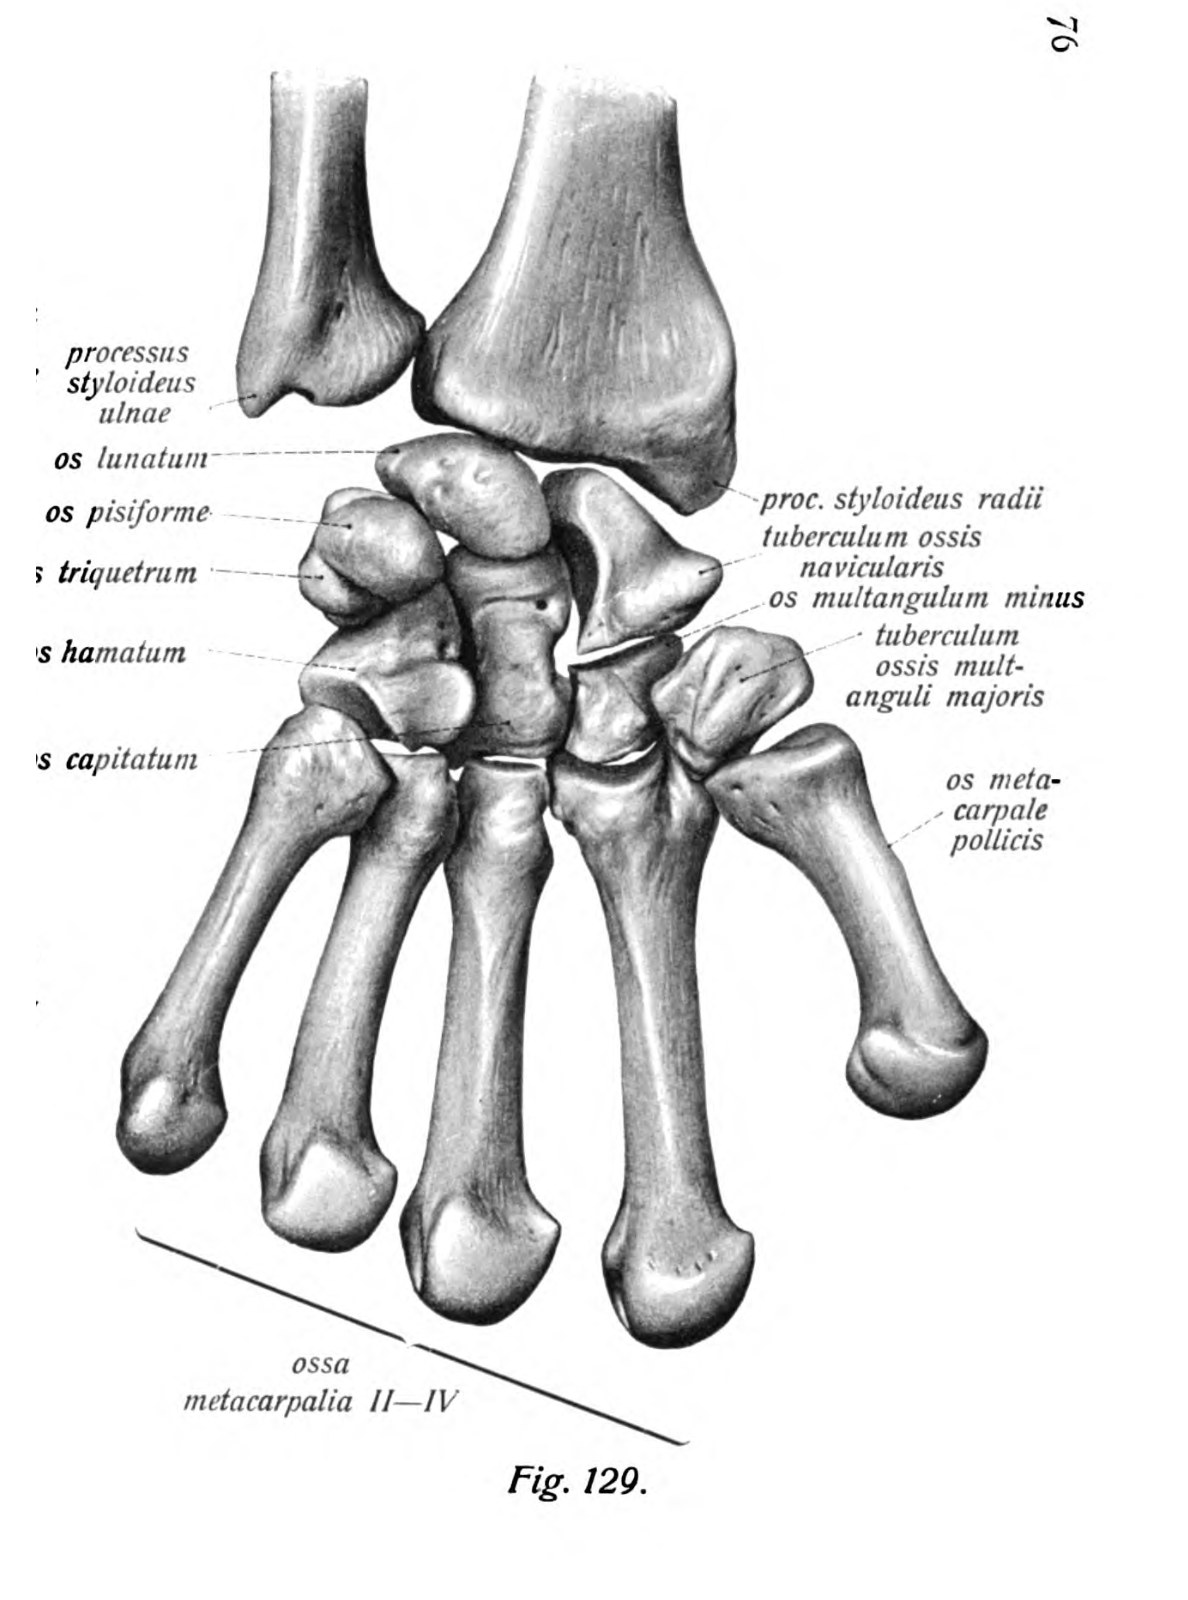 76
processus
styloideus
ulnae
os lunatum
os pisiforme
s triquetrum
s hamatum
s capitatum
proc. styloideus radii
tuberculum ossis
navicularis
os multangulum minus
tuberculum
ossis mult-
anguli majoris
os meta-
carpale
pollicis
ossa
metacarpalia II—IV
Fig. 129.